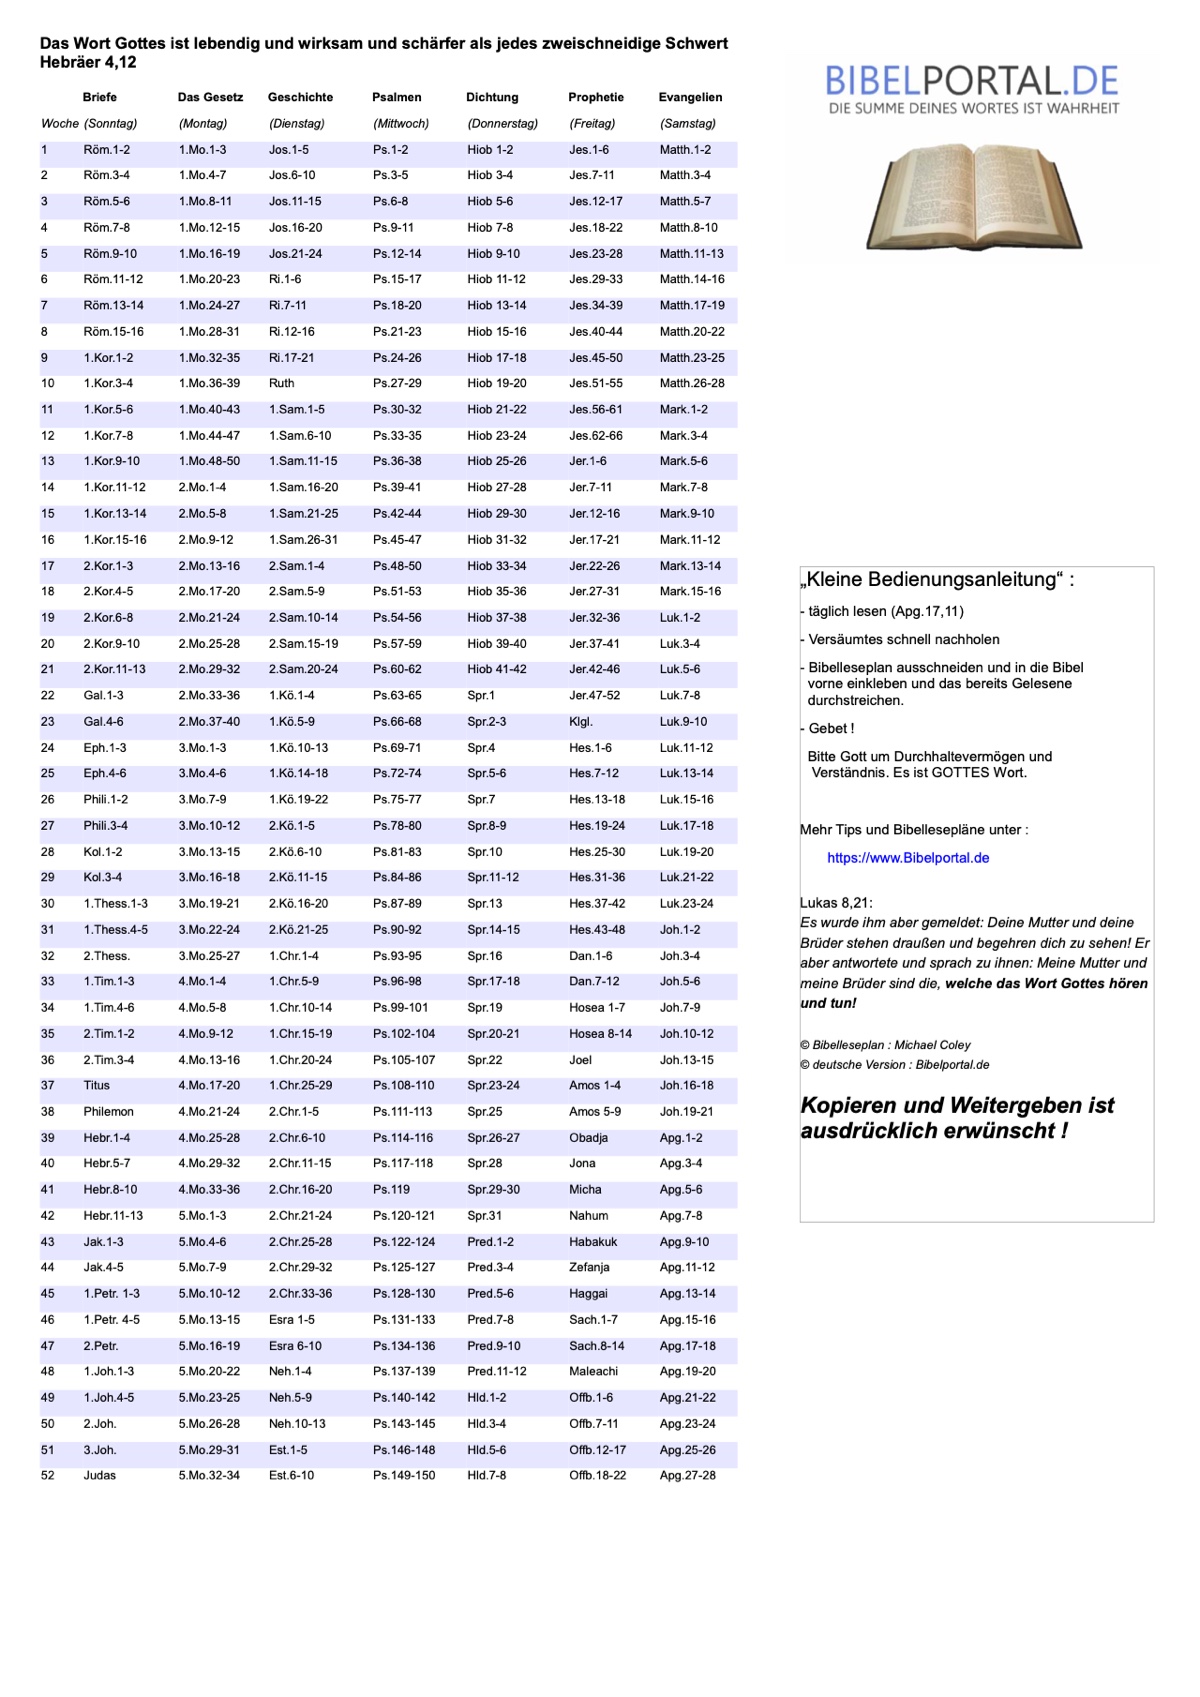 Das Wort Gottes ist lebendig und wirksam und schärfer als jedes zweischneidige Schwert
Hebräer 4,12
Briefe Das Gesetz Geschichte Psalmen Dichtung Prophetie Evangelien
Woche (Sonntag) (Montag) (Dienstag) (Mittwoch) (Donnerstag) (Freitag) (Samstag)
1 Röm.1-2 1.Mo.1-3 Jos.1-5 Ps.1-2 Hiob 1-2 Jes.1-6 Matth.1-2
2 Röm.3-4 1.Mo.4-7 Jos.6-10 Ps.3-5 Hiob 3-4 Jes.7-11 Matth.3-4
3 Röm.5-6 1.Mo.8-11 Jos.11-15 Ps.6-8 Hiob 5-6 Jes.12-17 Matth.5-7
4 Röm.7-8 1.Mo.12-15 Jos.16-20 Ps.9-11 Hiob 7-8 Jes.18-22 Matth.8-10
5 Röm.9-10 1.Mo.16-19 Jos.21-24 Ps.12-14 Hiob 9-10 Jes.23-28 Matth.11-13
6 Röm.11-12 1.Mo.20-23 Ri.1-6 Ps.15-17 Hiob 11-12 Jes.29-33 Matth.14-16
7 Röm.13-14 1.Mo.24-27 Ri.7-11 Ps.18-20 Hiob 13-14 Jes.34-39 Matth.17-19
8 Röm.15-16 1.Mo.28-31 Ri.12-16 Ps.21-23 Hiob 15-16 Jes.40-44 Matth.20-22
9 1.Kor.1-2 1.Mo.32-35 Ri.17-21 Ps.24-26 Hiob 17-18 Jes.45-50 Matth.23-25
10 1.Kor.3-4 1.Mo.36-39 Ruth Ps.27-29 Hiob 19-20 Jes.51-55 Matth.26-28
11 1.Kor.5-6 1.Mo.40-43 1.Sam.1-5 Ps.30-32 Hiob 21-22 Jes.56-61 Mark.1-2
12 1.Kor.7-8 1.Mo.44-47 1.Sam.6-10 Ps.33-35 Hiob 23-24 Jes.62-66 Mark.3-4
13 1.Kor.9-10 1.Mo.48-50 1.Sam.11-15 Ps.36-38 Hiob 25-26 Jer.1-6 Mark.5-6
14 1.Kor.11-12 2.Mo.1-4 1.Sam.16-20 Ps.39-41 Hiob 27-28 Jer.7-11 Mark.7-8
15 1.Kor.13-14 2.Mo.5-8 1.Sam.21-25 Ps.42-44 Hiob 29-30 Jer.12-16 Mark.9-10
16 1.Kor.15-16 2.Mo.9-12 1.Sam.26-31 Ps.45-47 Hiob 31-32 Jer.17-21 Mark.11-12
17 2.Kor.1-3 2.Mo.13-16 2.Sam.1-4 Ps.48-50 Hiob 33-34 Jer.22-26 Mark.13-14
18 2.Kor.4-5 2.Mo.17-20 2.Sam.5-9 Ps.51-53 Hiob 35-36 Jer.27-31 Mark.15-16
19 2.Kor.6-8 2.Mo.21-24 2.Sam.10-14 Ps.54-56 Hiob 37-38 Jer.32-36 Luk.1-2
20 2.Kor.9-10 2.Mo.25-28 2.Sam.15-19 Ps.57-59 Hiob 39-40 Jer.37-41 Luk.3-4
21 2.Kor.11-13 2.Mo.29-32 2.Sam.20-24 Ps.60-62 Hiob 41-42 Jer.42-46 Luk.5-6
22 Gal.1-3 2.Mo.33-36 1.Kö.1-4 Ps.63-65 Spr.1 Jer.47-52 Luk.7-8
23 Gal.4-6 2.Mo.37-40 1.Kö.5-9 Ps.66-68 Spr.2-3 Klgl. Luk.9-10
24 Eph.1-3 3.Mo.1-3 1.Kö.10-13 Ps.69-71 Spr.4 Hes.1-6 Luk.11-12
25 Eph.4-6 3.Mo.4-6 1.Kö.14-18 Ps.72-74 Spr.5-6 Hes.7-12 Luk.13-14
26 Phili.1-2 3.Mo.7-9 1.Kö.19-22 Ps.75-77 Spr.7 Hes.13-18 Luk.15-16
27 Phili.3-4 3.Mo.10-12 2.Kö.1-5 Ps.78-80 Spr.8-9 Hes.19-24 Luk.17-18
28 Kol.1-2 3.Mo.13-15 2.Kö.6-10 Ps.81-83 Spr.10 Hes.25-30 Luk.19-20
29 Kol.3-4 3.Mo.16-18 2.Kö.11-15 Ps.84-86 Spr.11-12 Hes.31-36 Luk.21-22
30 1.Thess.1-3 3.Mo.19-21 2.Kö.16-20 Ps.87-89 Spr.13 Hes.37-42 Luk.23-24
31 1.Thess.4-5 3.Mo.22-24 2.Kö.21-25 Ps.90-92 Spr.14-15 Hes.43-48 Joh.1-2
32 2.Thess. 3.Mo.25-27 1.Chr.1-4 Ps.93-95 Spr.16 Dan.1-6 Joh.3-4
33 1.Tim.1-3 4.Mo.1-4 1.Chr.5-9 Ps.96-98 Spr.17-18 Dan.7-12 Joh.5-6
34 1.Tim.4-6 4.Mo.5-8 1.Chr.10-14 Ps.99-101 Spr.19 Hosea 1-7 Joh.7-9
35 2.Tim.1-2 4.Mo.9-12 1.Chr.15-19 Ps.102-104 Spr.20-21 Hosea 8-14 Joh.10-12
36 2.Tim.3-4 4.Mo.13-16 1.Chr.20-24 Ps.105-107 Spr.22 Joel Joh.13-15
37 Titus 4.Mo.17-20 1.Chr.25-29 Ps.108-110 Spr.23-24 Amos 1-4 Joh.16-18
38 Philemon 4.Mo.21-24 2.Chr.1-5 Ps.111-113 Spr.25 Amos 5-9 Joh.19-21
39 Hebr.1-4 4.Mo.25-28 2.Chr.6-10 Ps.114-116 Spr.26-27 Obadja Apg.1-2
40 Hebr.5-7 4.Mo.29-32 2.Chr.11-15 Ps.117-118 Spr.28 Jona Apg.3-4
41 Hebr.8-10 4.Mo.33-36 2.Chr.16-20 Ps.119 Spr.29-30 Micha Apg.5-6
42 Hebr.11-13 5.Mo.1-3 2.Chr.21-24 Ps.120-121 Spr.31 Nahum Apg.7-8
43 Jak.1-3 5.Mo.4-6 2.Chr.25-28 Ps.122-124 Pred.1-2 Habakuk Apg.9-10
44 Jak.4-5 5.Mo.7-9 2.Chr.29-32 Ps.125-127 Pred.3-4 Zefanja Apg.11-12
45 1.Petr. 1-3 5.Mo.10-12 2.Chr.33-36 Ps.128-130 Pred.5-6 Haggai Apg.13-14
46 1.Petr. 4-5 5.Mo.13-15 Esra 1-5 Ps.131-133 Pred.7-8 Sach.1-7 Apg.15-16
47 2.Petr. 5.Mo.16-19 Esra 6-10 Ps.134-136 Pred.9-10 Sach.8-14 Apg.17-18
48 1.Joh.1-3 5.Mo.20-22 Neh.1-4 Ps.137-139 Pred.11-12 Maleachi Apg.19-20
49 1.Joh.4-5 5.Mo.23-25 Neh.5-9 Ps.140-142 Hld.1-2 Offb.1-6 Apg.21-22
50 2.Joh. 5.Mo.26-28 Neh.10-13 Ps.143-145 Hld.3-4 Offb.7-11 Apg.23-24
51 3.Joh. 5.Mo.29-31 Est.1-5 Ps.146-148 Hld.5-6 Offb.12-17 Apg.25-26
52 Judas 5.Mo.32-34 Est.6-10 Ps.149-150 Hld.7-8 Offb.18-22 Apg.27-28
BIBELPORTAL.DE
DIE SUMME DEINES WORTES IST WAHRHEIT
„Kleine Bedienungsanleitung“ :
- täglich lesen (Apg.17,11)
- Versäumtes schnell nachholen
- Bibelleseplan ausschneiden und in die Bibel
vorne einkleben und das bereits Gelesene
durchstreichen.
- Gebet !
Bitte Gott um Durchhaltevermögen und
Verständnis. Es ist GOTTES Wort.
Mehr Tips und Bibellesepläne unter :
https://www.Bibelportal.de
Lukas 8,21:
Es wurde ihm aber gemeldet: Deine Mutter und deine
Brüder stehen draußen und begehren dich zu sehen! Er
aber antwortete und sprach zu ihnen: Meine Mutter und
meine Brüder sind die, welche das Wort Gottes hören
und tun!
© Bibelleseplan : Michael Coley
© deutsche Version : Bibelportal.de
Kopieren und Weitergeben ist
ausdrücklich erwünscht !